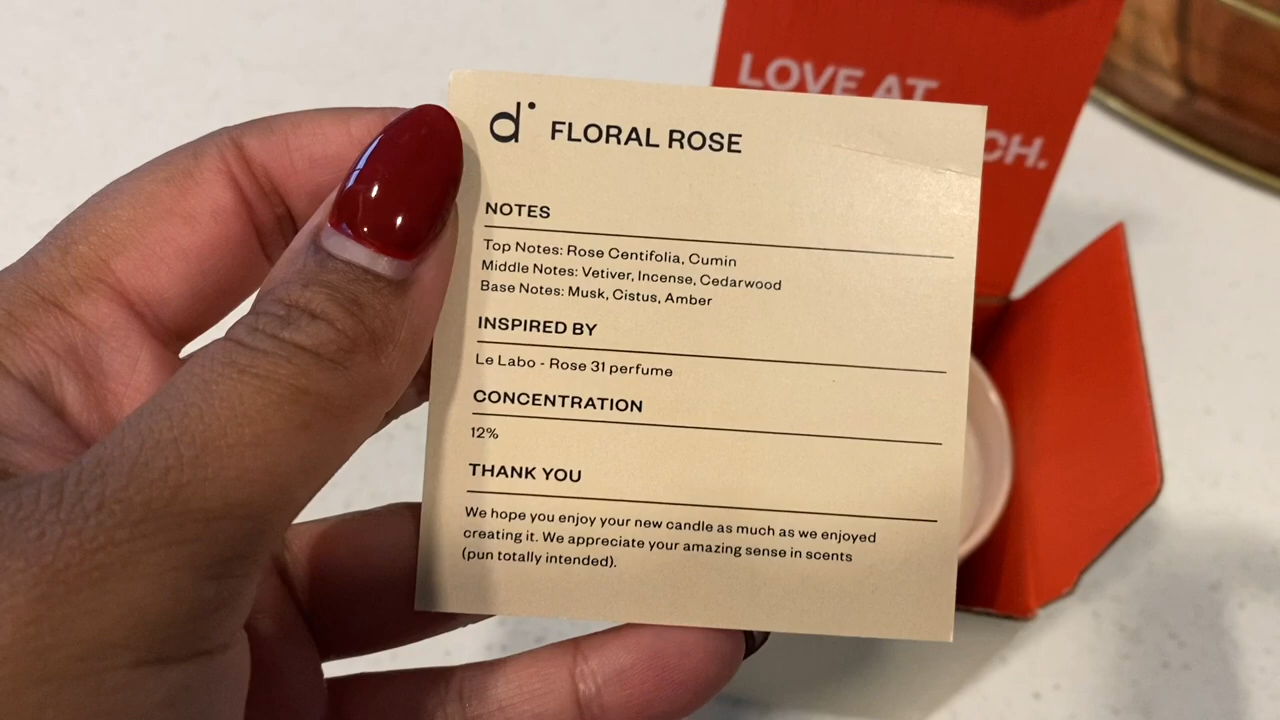 LOVE AT
CH.
d˙ FLORAL ROSE
NOTES
Top Notes: Rose Centifolia, Cumin
Middle Notes: Vetiver, Incense, Cedarwood
Base Notes: Musk, Cistus, Amber
INSPIRED BY
Le Labo - Rose 31 perfume
CONCENTRATION
12%
THANK YOU
We hope you enjoy your new candle as much as we enjoyed
creating it. We appreciate your amazing sense in scents
(pun totally intended).